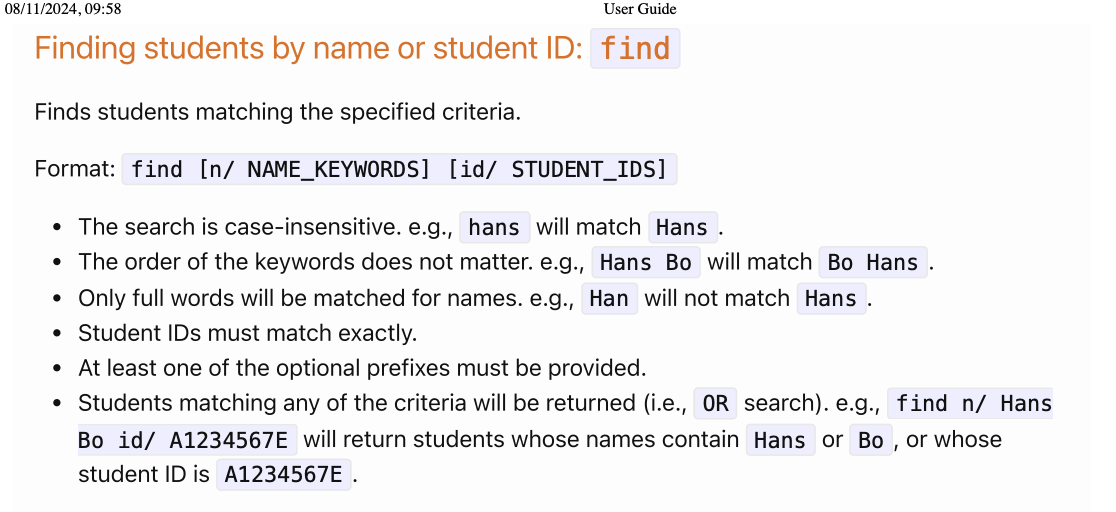 08/11/2024, 09:58 User Guide
Finding students by name or student ID: find
Finds students matching the specified criteria.
Format: find [n/ NAME_KEYWORDS] [id/ STUDENT_IDS]
• The search is case-insensitive. e.g., hans will match Hans .
• The order of the keywords does not matter. e.g., Hans Bo will match Bo Hans .
• Only full words will be matched for names. e.g., Han will not match Hans .
• Student IDs must match exactly.
• At least one of the optional prefixes must be provided.
• Students matching any of the criteria will be returned (i.e., OR search). e.g., find n/ Hans
Bo id/ A1234567E will return students whose names contain Hans or Bo , or whose
student ID is A1234567E .